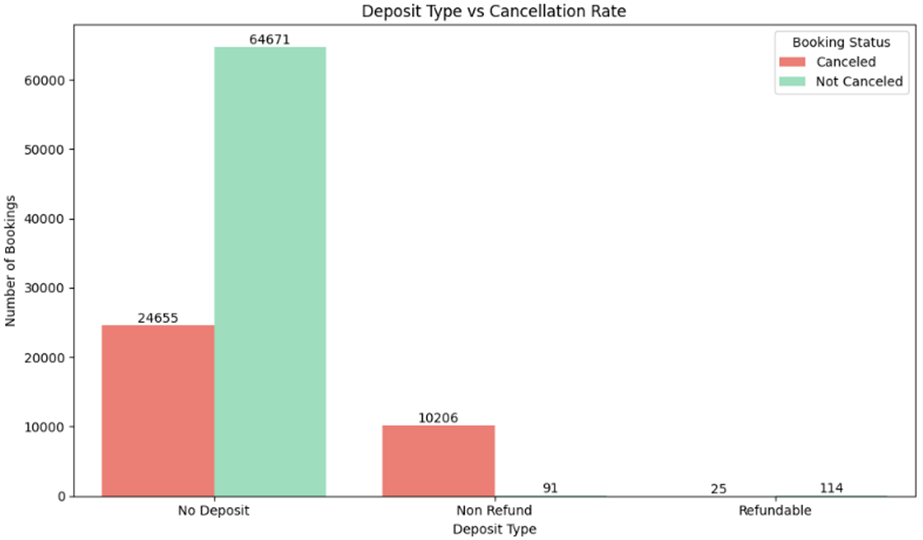 Deposit Type vs Cancellation Rate
64671
Booking Status
Canceled
Not Canceled
60000
50000
40000
30000
24655
20000
10206
10000
91
25
114
0
No Deposit
Non Refund
Refundable
Deposit Type
Number of Bookings